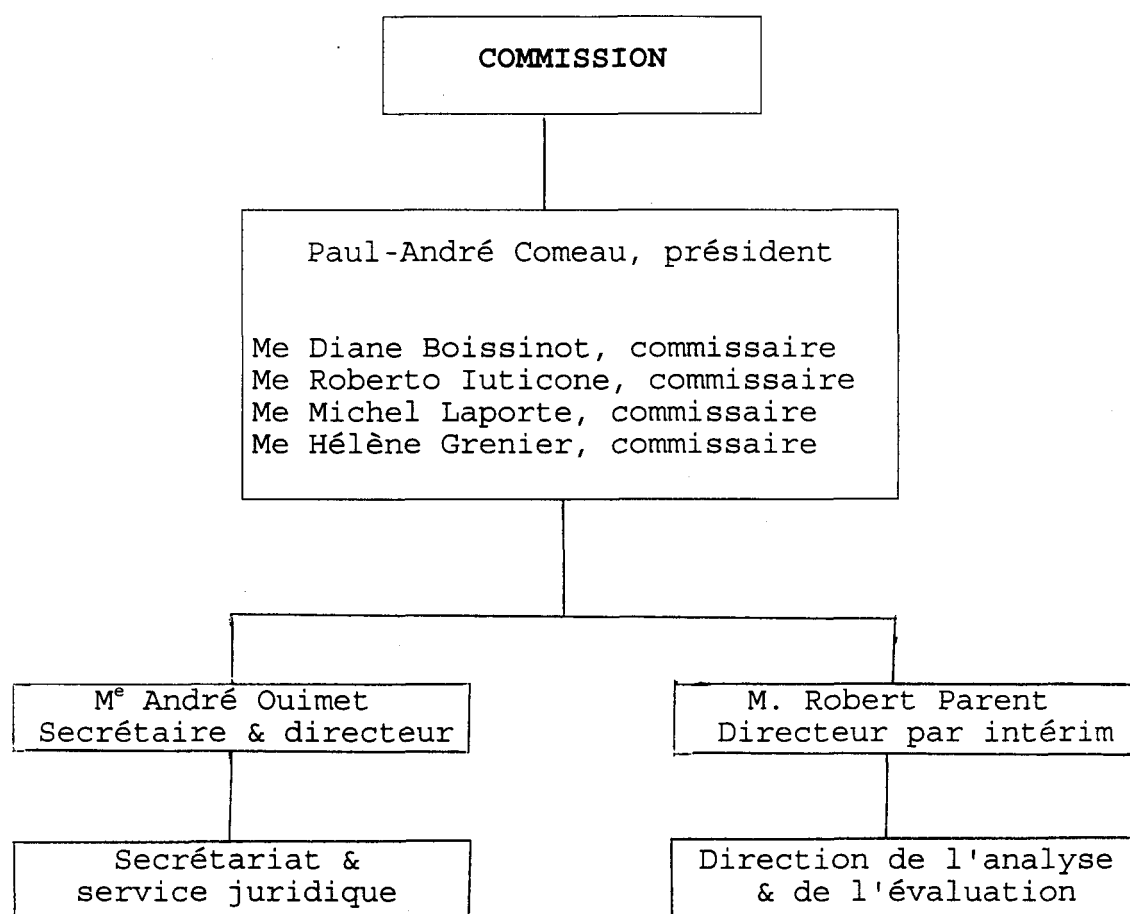 COMMISSION
Paul-André Comeau, président
Me Diane Boissinot, commissaire
Me Roberto Iuticone, commissaire
Me Michel Laporte, commissaire
Me Hélène Grenier, commissaire
Mᵉ André Ouimet
Secrétaire & directeur
M. Robert Parent
Directeur par intérim
Secrétariat &
service juridique
Direction de l'analyse
& de l'évaluation